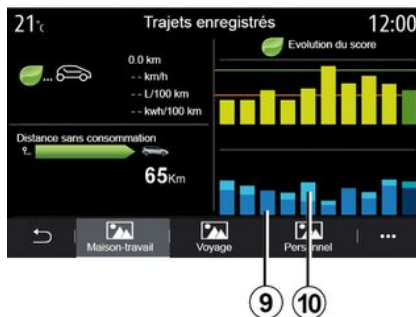 21°c
Trajets enregistrés
12:00
0.0 km
-- km/h
-- L/100 km
-- kwh/100 km
Evolution du score
Distance sans consommation
65Km
Maison-travail
Voyage
Personnel
9
10